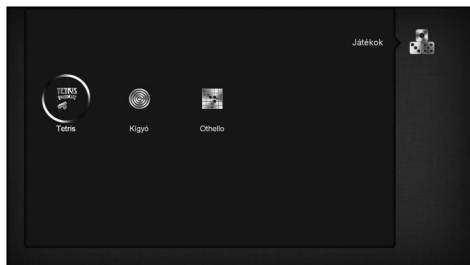 Játékok
TETRIS
Tetris
Kígyó
Othello